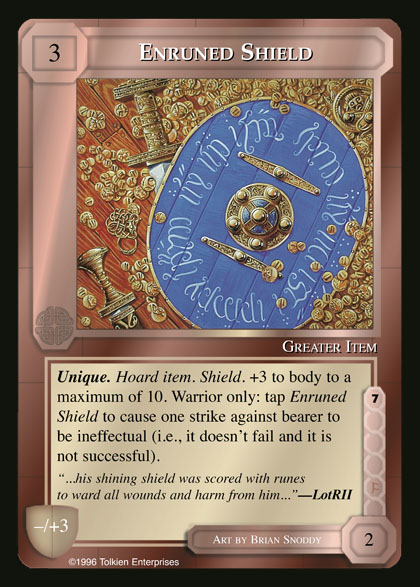 3
Enruned Shield
Greater Item
Unique. Hoard item. Shield. +3 to body to a
maximum of 10. Warrior only: tap Enruned
Shield to cause one strike against bearer to
be ineffectual (i.e., it doesn't fail and it is
not successful).
“...his shining shield was scored with runes
to ward all wounds and harm from him...”—LotRII
7
–/+3
Art by Brian Snoddy
2
©1996 Tolkien Enterprises